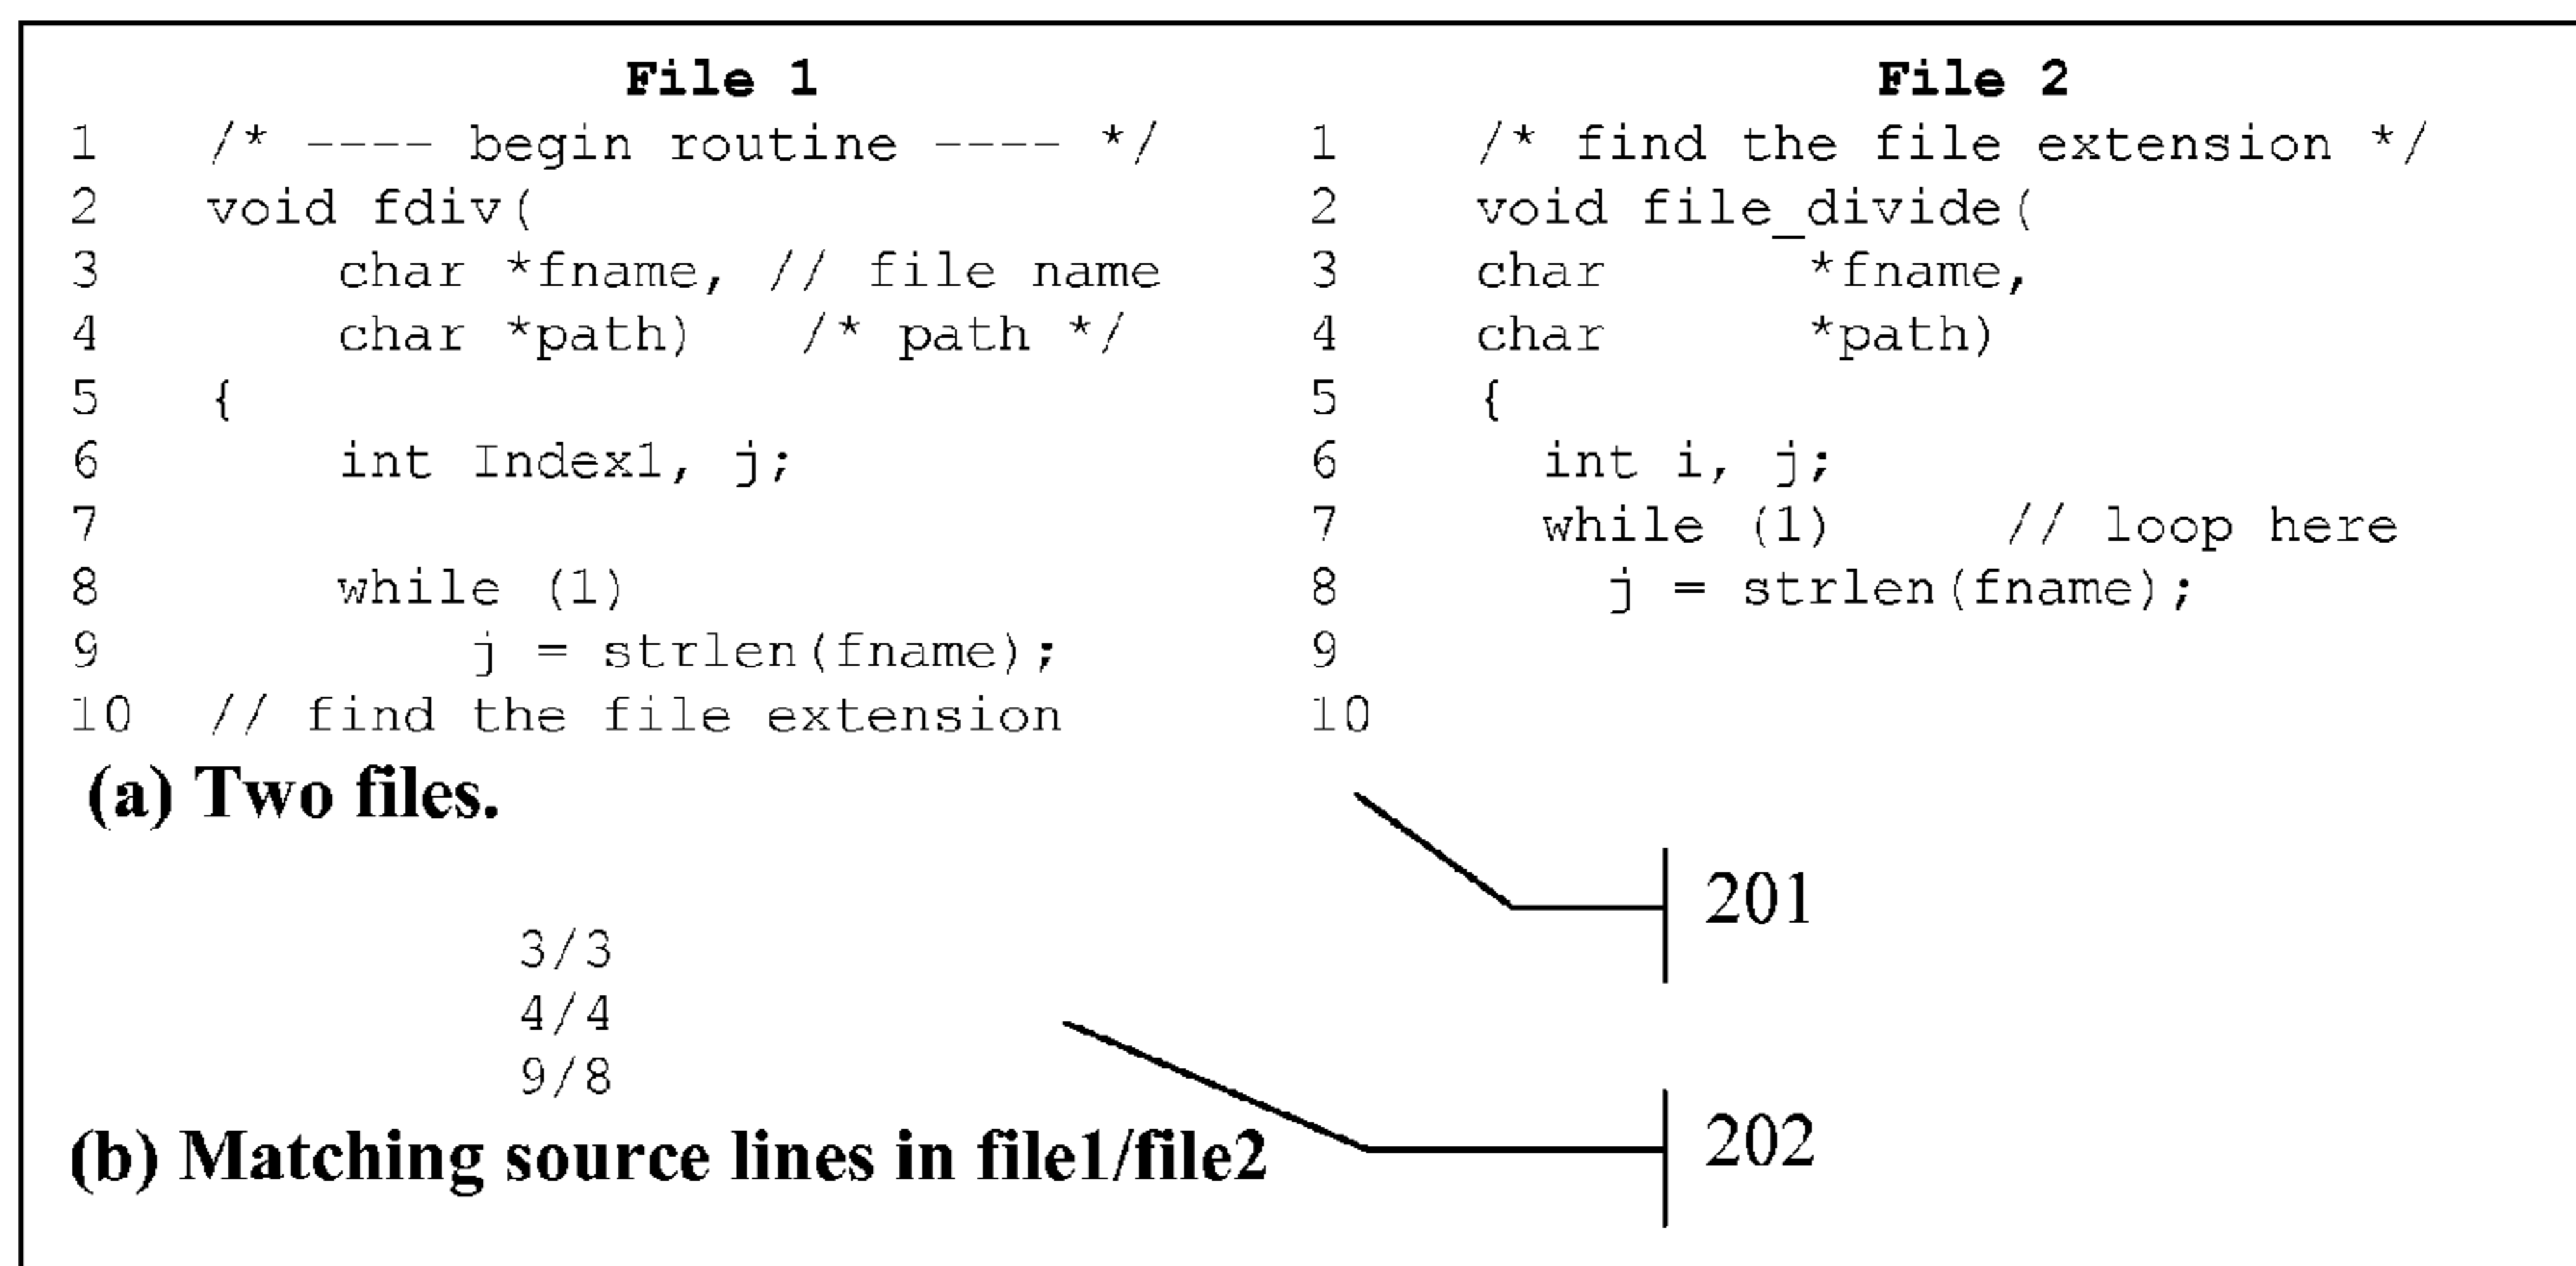 File 1
1 /* ---- begin routine ---- */
2 void fdiv(
3 char *fname, // file name
4 char *path) /* path */
5 {
6 int Index1, j;
7
8 while (1)
9 j = strlen(fname);
10 // find the file extension
File 2
1 /* find the file extension */
2 void file_divide(
3 char *fname,
4 char *path)
5 {
6 int i, j;
7 while (1) // loop here
8 j = strlen(fname);
9
10
(a) Two files.
201
3/3
4/4
9/8
(b) Matching source lines in file1/file2
202